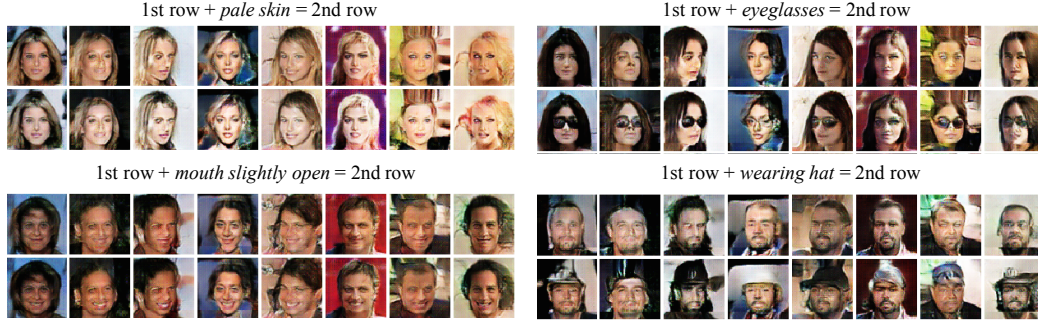 1st row + pale skin = 2nd row
1st row + eyeglasses = 2nd row
1st row + mouth slightly open = 2nd row
1st row + wearing hat = 2nd row